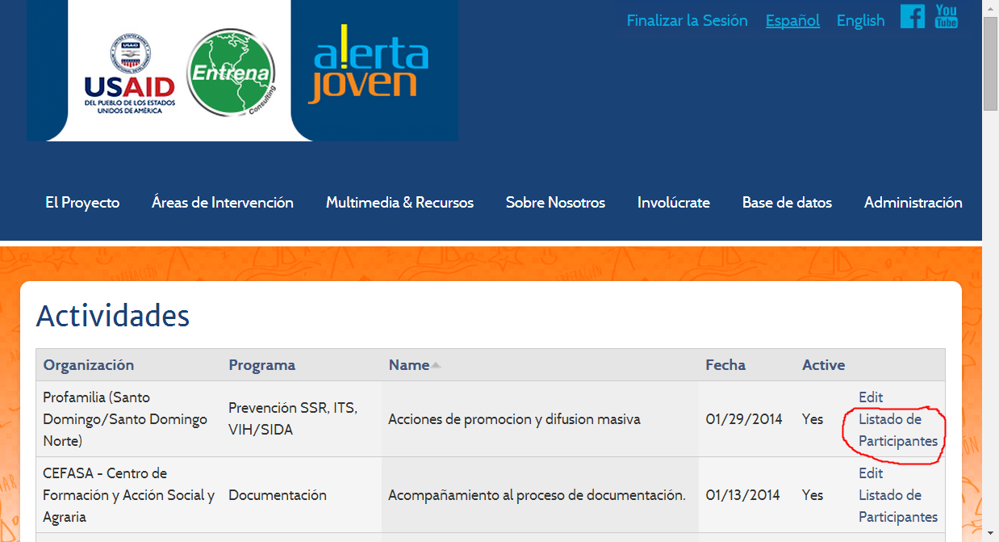 Finalizar la Sesión Español English You Tube
USAID
DEL PUEBLO DE LOS ESTADOS
UNIDOS DE AMÉRICA
Entrena
Consulting
alerta
joven
El Proyecto Áreas de Intervención Multimedia & Recursos Sobre Nosotros Involúcrate Base de datos Administración
Actividades
Organización Programa Name Fecha Active
Profamilia (Santo
Domingo/Santo Domingo
Norte)
Prevención SSR, ITS,
VIH/SIDA
Acciones de promocion y difusion masiva
01/29/2014
Yes
Edit
Listado de
Participantes
CEFASA - Centro de
Formación y Acción Social y
Agraria
Documentación
Acompañamiento al proceso de documentación.
01/13/2014
Yes
Edit
Listado de
Participantes